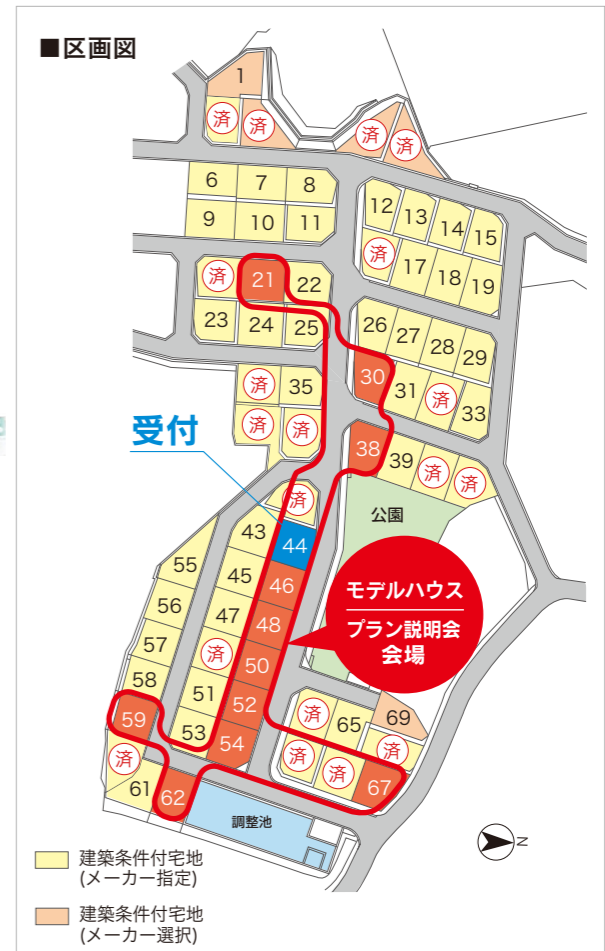 ■区画図
1
済
済
済
済
6
7
8
12
13
14
15
9
10
11
済
17
18
19
済
21
22
23
24
25
26
27
28
29
30
31
済
33
済
35
済
済
38
39
済
済
受付
済
公園
43
44
45
46
47
48
モデルハウス
プラン説明会
会場
済
50
51
52
53
54
55
56
57
58
59
済
61
62
済
65
69
済
済
済
67
調整池
N
建築条件付宅地
(メーカー指定)
建築条件付宅地
(メーカー選択)